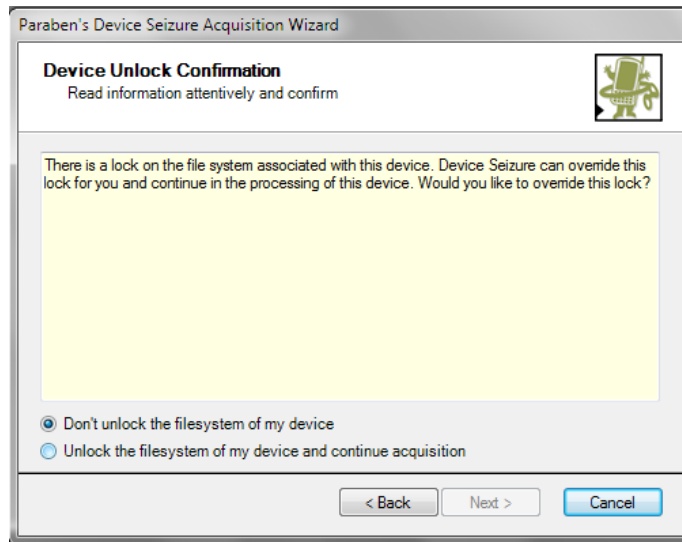 Paraben's Device Seizure Acquisition Wizard
Device Unlock Confirmation
Read information attentively and confirm
There is a lock on the file system associated with this device. Device Seizure can override this
lock for you and continue in the processing of this device. Would you like to override this lock?
Don't unlock the filesystem of my device
Unlock the filesystem of my device and continue acquisition
< Back
Next >
Cancel